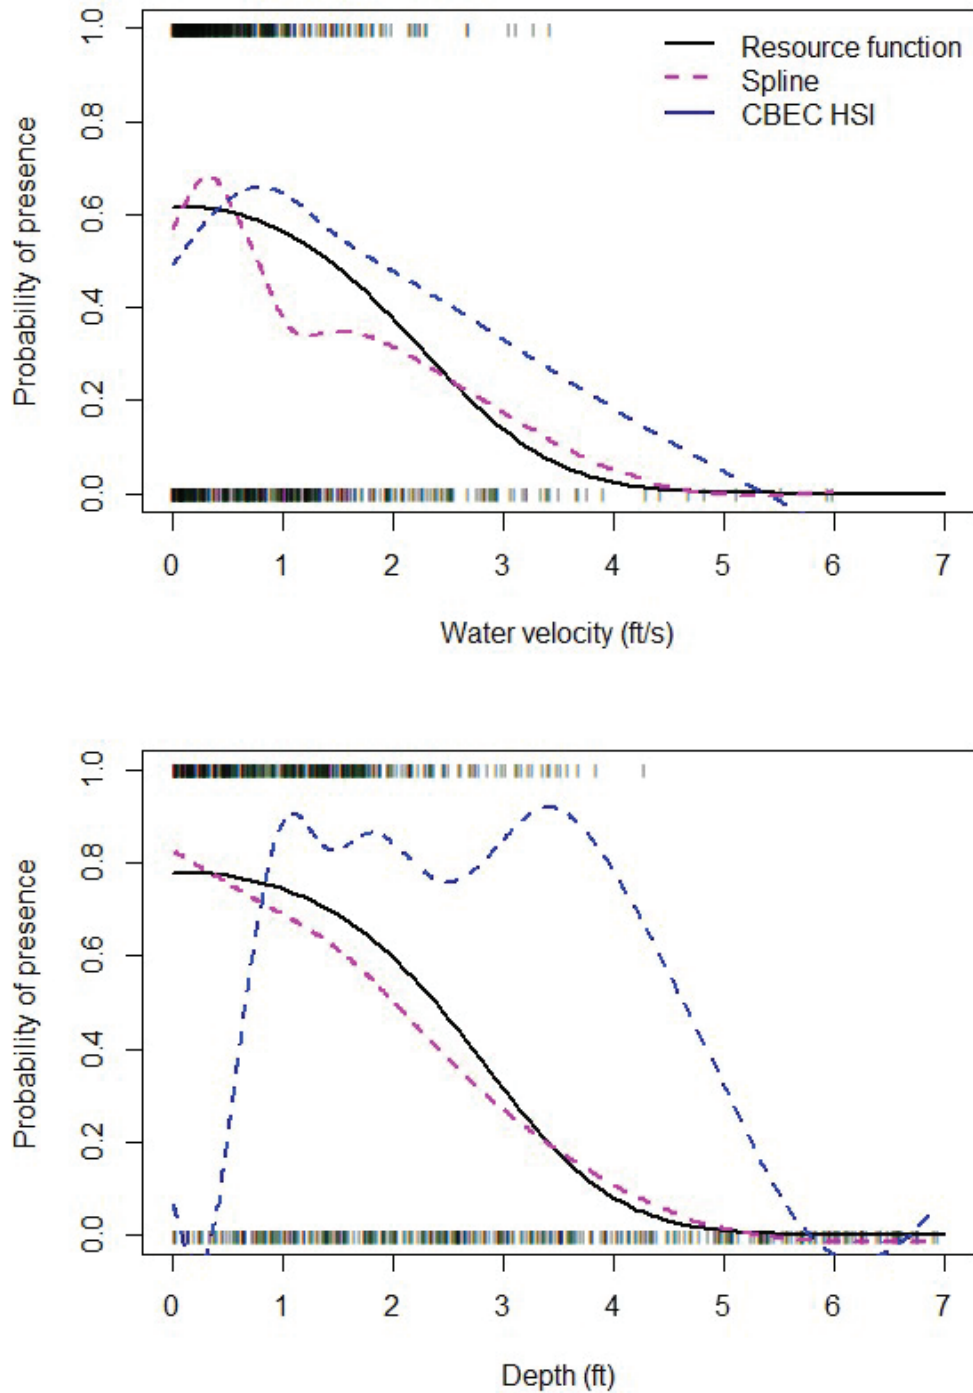 1.0
Resource function
Spline
CBEC HSI
0.8
0.6
0.4
0.2
0.0
Probability of presence
0 1 2 3 4 5 6 7
Water velocity (ft/s)
1.0
0.8
0.6
0.4
0.2
0.0
Probability of presence
0 1 2 3 4 5 6 7
Depth (ft)